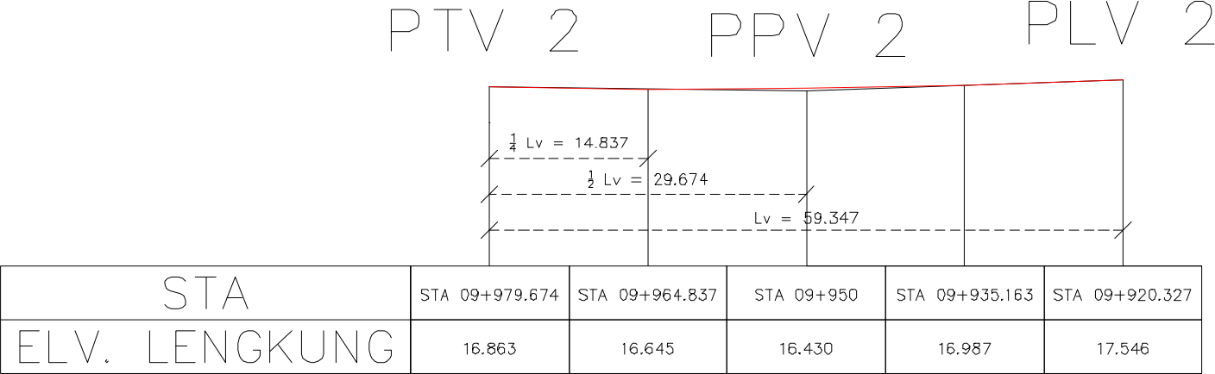 PTV 2 PPV 2 PLV 2
1/4 Lv = 14.837
1/2 Lv = 29.674
Lv = 59.347
STA STA 09+979.674 STA 09+964.837 STA 09+950 STA 09+935.163 STA 09+920.327
ELV. LENGKUNG 16.863 16.645 16.430 16.987 17.546